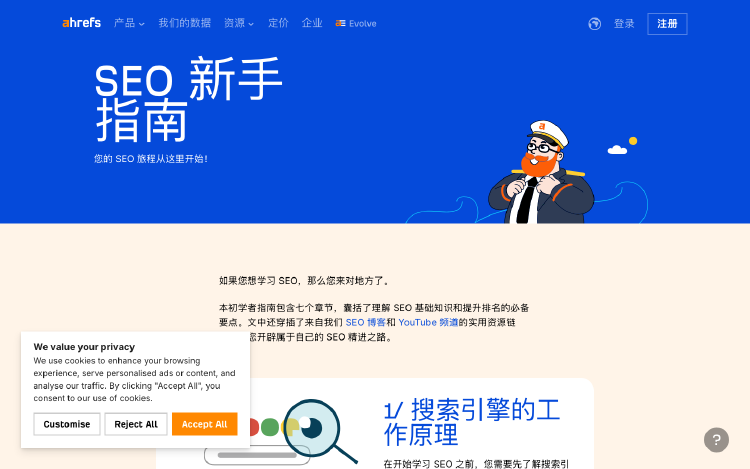 ahrefs 产品 我们的数据 资源 定价 企业 a Evolve 登录 注册
SEO 新手
指南
您的 SEO 旅程从这里开始！
如果您想学习 SEO，那么您来对地方了。
本初学者指南包含七个章节，囊括了理解 SEO 基础知识和提升排名的必备
要点。文中还穿插了来自我们 SEO 博客和 YouTube 频道的实用资源链
您开辟属于自己的 SEO 精进之路。
We value your privacy
We use cookies to enhance your browsing
experience, serve personalised ads or content, and
analyse our traffic. By clicking "Accept All", you
consent to our use of cookies.
Customise Reject All Accept All
1/ 搜索引擎的工
作原理
在开始学习 SEO 之前，您需要先了解搜索引
?